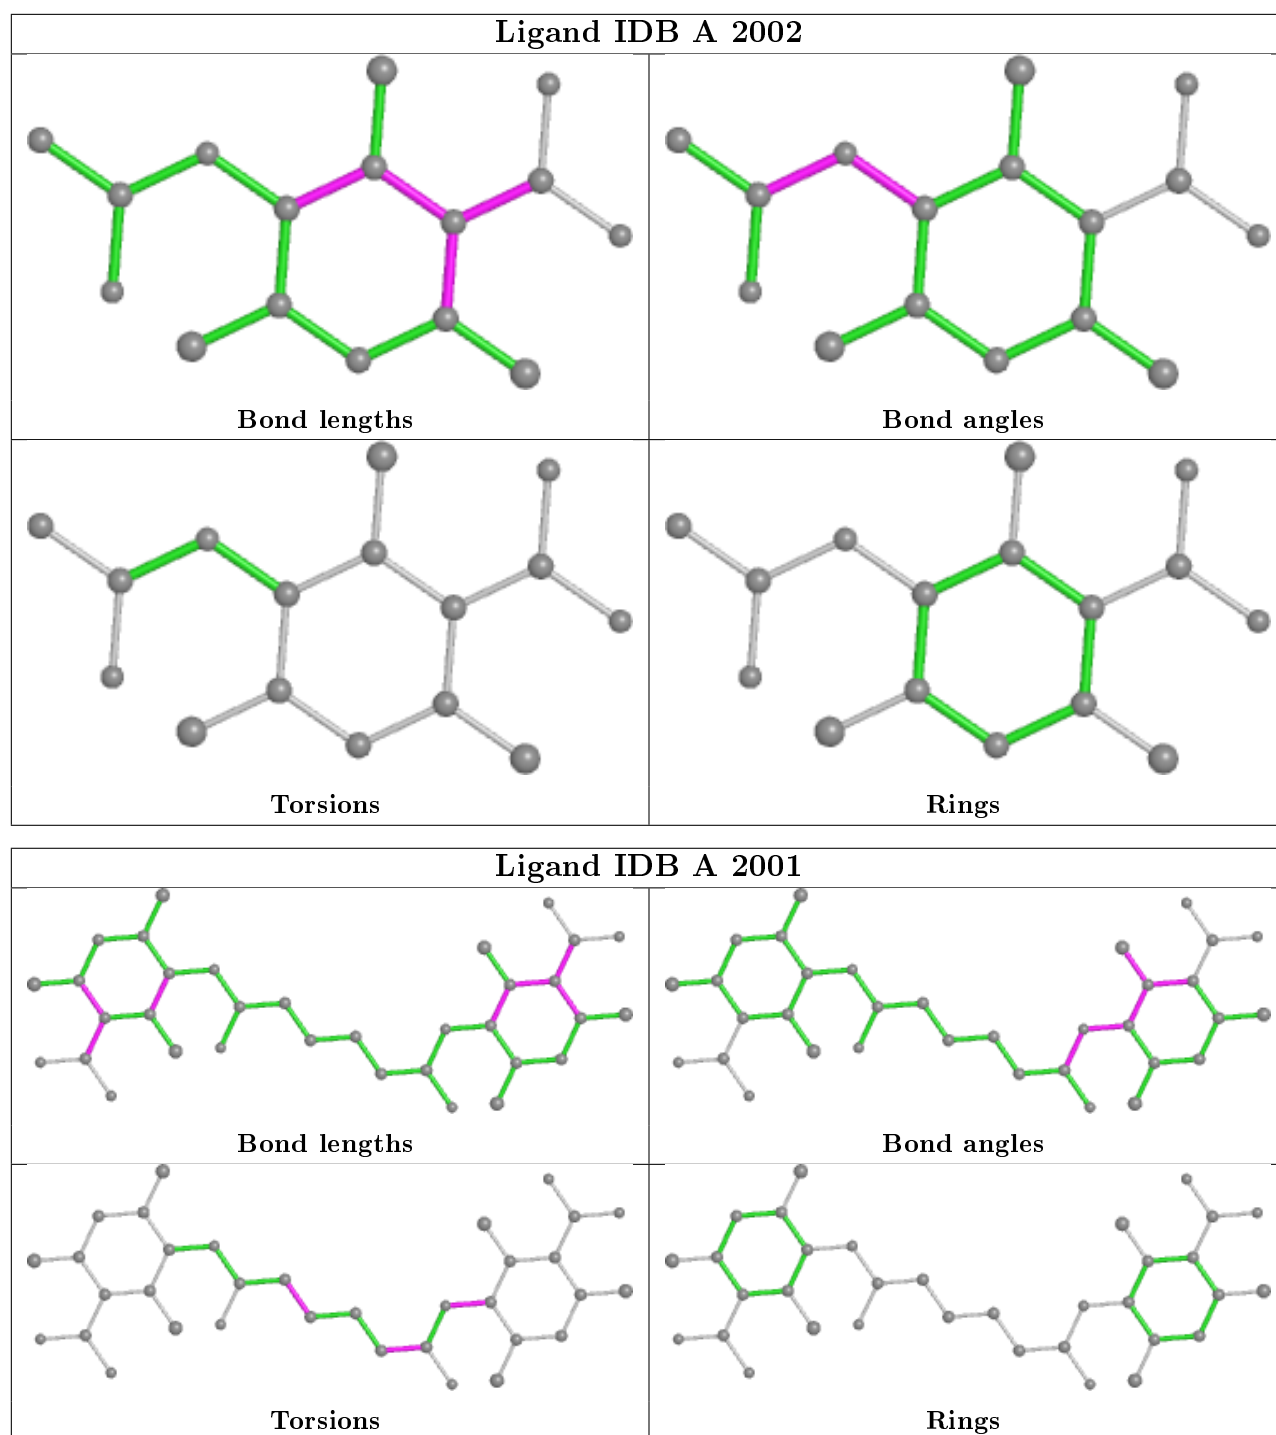 Ligand IDB A 2002
Bond lengths
Bond angles
Torsions
Rings
Ligand IDB A 2001
Bond lengths
Bond angles
Torsions
Rings